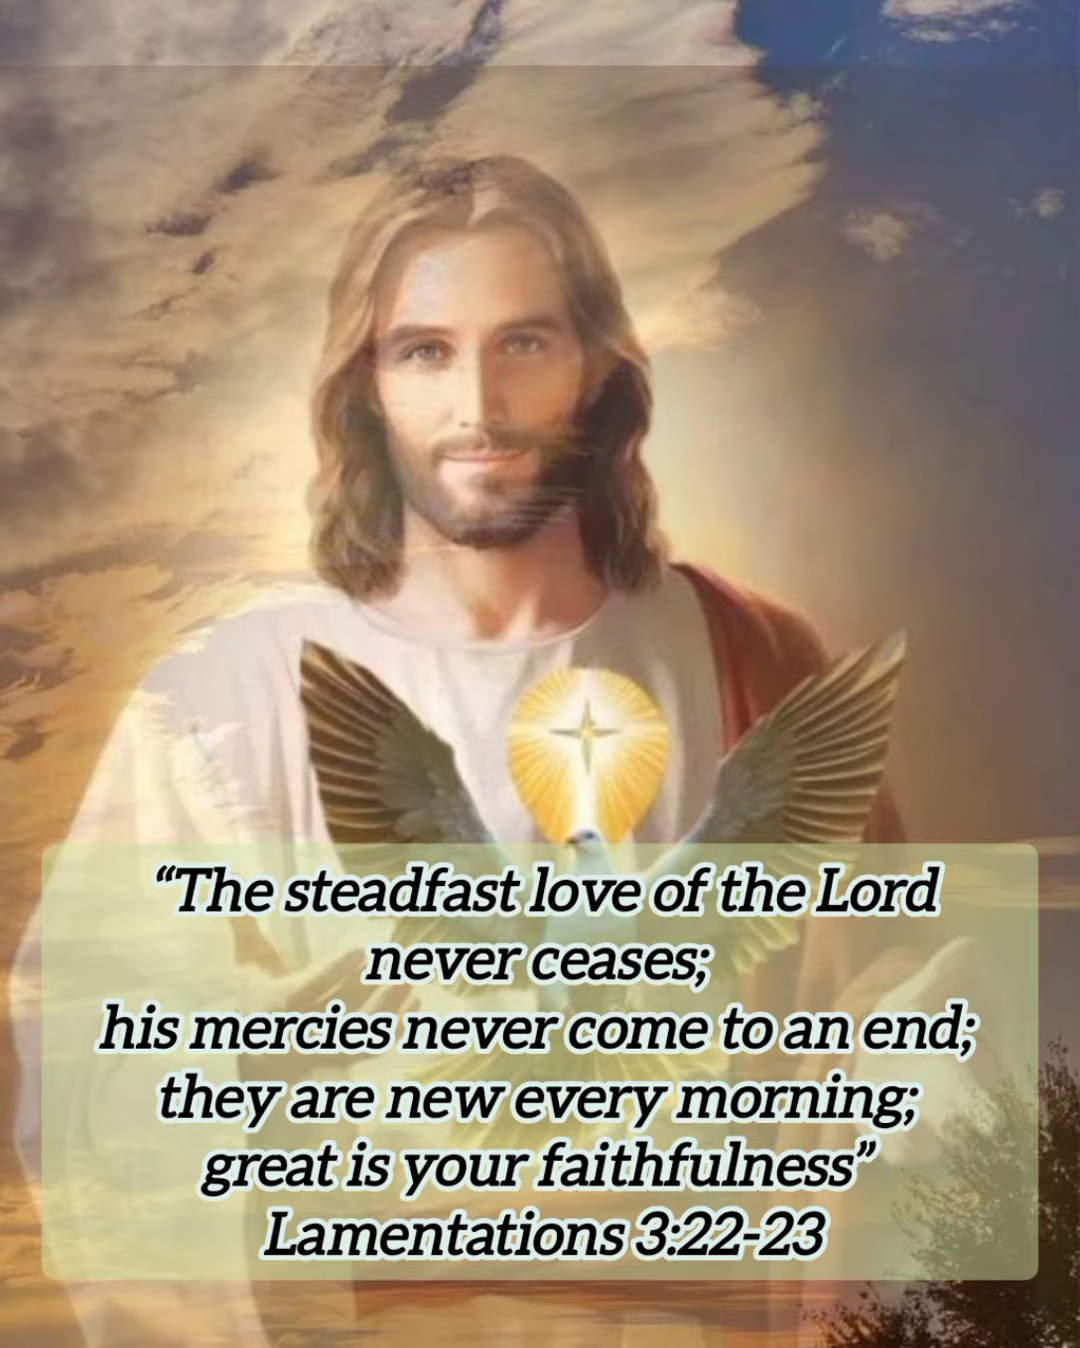 “The steadfast love of the Lord
never ceases;
his mercies never come to an end;
they are new every morning;
great is your faithfulness”
Lamentations 3:22-23